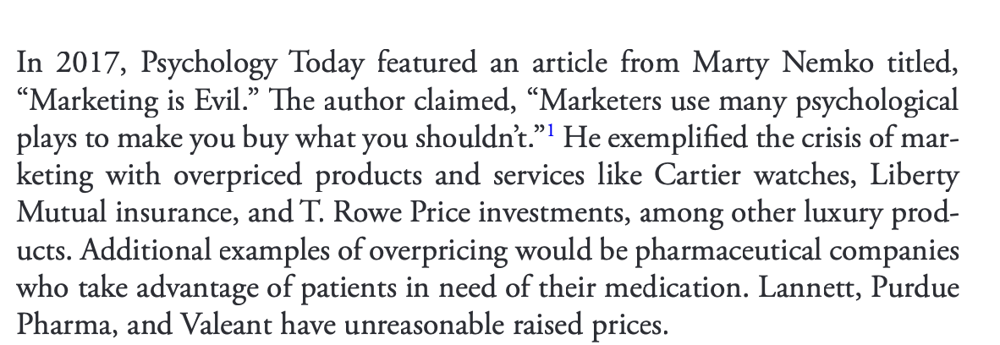 In 2017, Psychology Today featured an article from Marty Nemko titled,
“Marketing is Evil.” The author claimed, “Marketers use many psychological
plays to make you buy what you shouldn’t.”1 He exemplified the crisis of mar-
keting with overpriced products and services like Cartier watches, Liberty
Mutual insurance, and T. Rowe Price investments, among other luxury prod-
ucts. Additional examples of overpricing would be pharmaceutical companies
who take advantage of patients in need of their medication. Lannett, Purdue
Pharma, and Valeant have unreasonable raised prices.